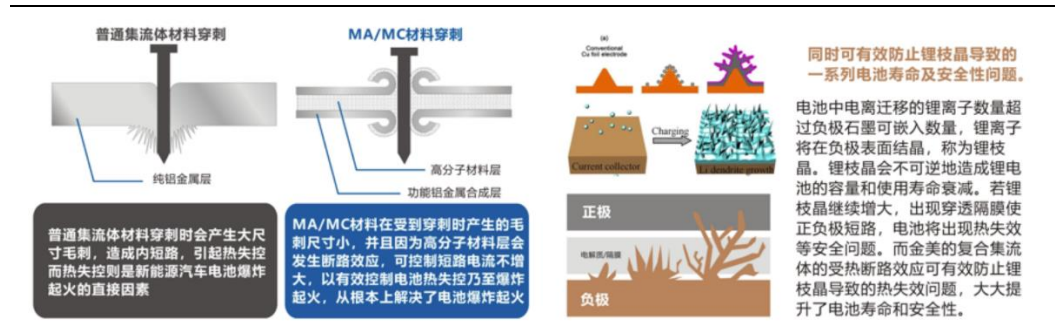 普通集流体材料穿刺
纯铝金属层
普通集流体材料穿刺时会产生大尺
寸毛刺，造成内短路，引起热失控
而热失控则是新能源汽车电池爆炸
起火的直接因素
MA/MC材料穿刺
高分子材料层
功能铝金属合成层
MA/MC材料在受到穿刺时产生的毛
刺尺寸小，并且因为高分子材料层会
发生断路效应，可控制短路电流不增
大，以有效控制电池热失控乃至爆炸
起火，从根本上解决了电池爆炸起火
(e)
Conventional
Cu foil electrode
Charging
Current collector
Li dendrite growth
正极
电解质/隔膜
负极
同时可有效防止锂枝晶导致的
一系列电池寿命及安全性问题。
电池中电离迁移的锂离子数量超
过负极石墨可嵌入数量，锂离子
将在负极表面结晶，称为锂枝
晶。锂枝晶会不可逆地造成锂电
池的容量和使用寿命衰减。若锂
枝晶继续增大，出现穿透隔膜使
正负极短路，电池将出现热失效
等安全问题。而金美的复合集流
体的受热断路效应可有效防止锂
枝晶导致的热失效问题，大大提
升了电池寿命和安全性。